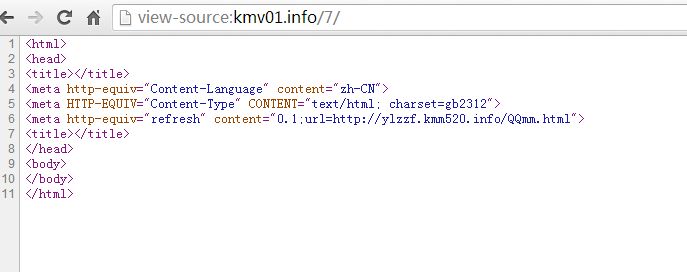 view-source:kmv01.info/7/
1 <html>
2 <head>
3 <title></title>
4 <meta http-equiv="Content-Language" content="zh-CN">
5 <meta HTTP-EQUIV="Content-Type" CONTENT="text/html; charset=gb2312">
6 <meta http-equiv="refresh" content="0.1;url=http://ylzzf.kmm520.info/QQmm.html">
7 <title></title>
8 </head>
9 <body>
10 </body>
11 </html>